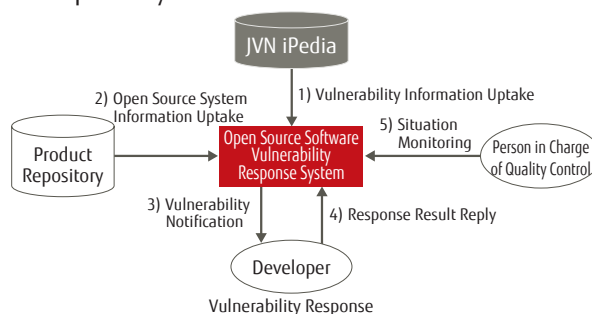 JVN iPedia
1) Vulnerability Information Uptake
2) Open Source System
Information Uptake
5) Situation
Monitoring
Product
Repository
Open Source Software
Vulnerability
Response System
Person in Charge
of Quality Control
3) Vulnerability
Notification
4) Response Result Reply
Developer
Vulnerability Response